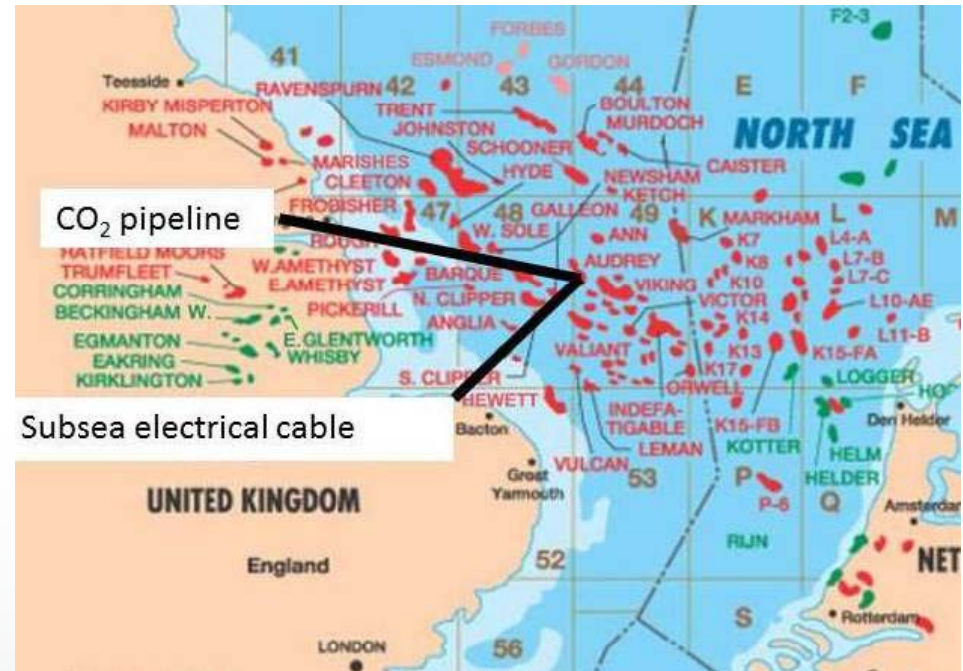 FORBES
F2-3
41
ESMOND
GORDON
Teesside
RAVENSPURN
42
43
44
E
F
KIRBY MISPERTON
TRENT
BOULTON
MALTON
JOHNSTON
MURDOCH
NORTH SEA
SCHOONER
MARISHES
HYDE
CAISTER
CLEETON
NEWSHAM
KETCH
FROBISHER
47
48
GALLEON
49
K
MARKHAM
L
M
CO₂ pipeline
W. SOLE
ROUGH
ANN
K7
L4-A
HATFIELD MOORS
AUDREY
K8
L7-B
TRUMFLEET
W.AMETHYST
BARQUE
VIKING
K10
L7-C
CORRINGHAM
E.AMETHYST
N. CLIPPER
VICTOR
BECKINGHAM W.
PICKERILL
K14
L10-AE
ANGLIA
L11-B
EGMANTON
E.GLENTWORTH
VALIANT
K13
K15-FA
EAKRING
WHISBY
K17
KIRKLINGTON
S. CLIPPER
ORWELL
LOGGER
HEWETT
INDEFA-
TIGABLE
K15-FB
Den Helder
Subsea electrical cable
Bacton
LEMAN
KOTTER
HELM
VULCAN
HELDER
Great
Yarmouth
53
P
P-6
Q
UNITED KINGDOM
Amsterdam
RIJN
England
52
NET
S
Rotterdam
LONDON
56